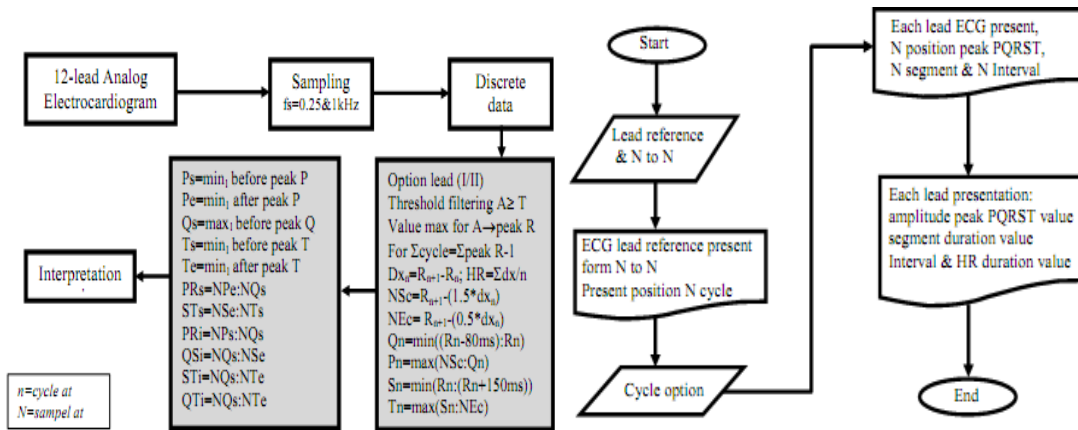 12-lead Analog
Electrocardiogram
Sampling
fs=0.25&1kHz
Discrete
data
Option lead (I/II)
Threshold filtering A≥ T
Value max for A→peak R
For Σcycle=Σpeak R-1
Dxₙ=Rₙ₊₁-Rₙ; HR=Σdx/n
NSc=Rₙ₊₁-(1.5*dxₙ)
NEc= Rₙ₊₁-(0.5*dxₙ)
Qn=min((Rn-80ms):Rn)
Pn=max(NSc:Qn)
Sn=min(Rn:(Rn+150ms))
Tn=max(Sn:NEc)
Ps=min₁ before peak P
Pe=min₁ after peak P
Qs=max₁ before peak Q
Ts=min₁ before peak T
Te=min₁ after peak T
PRs=NPe:NQs
STs=NSe:NTs
PRi=NPs:NQs
QSi=NQs:NSe
STi=NQs:NTe
QTi=NQs:NTe
Interpretation
n=cycle at
N=sampel at
Start
Lead reference
& N to N
ECG lead reference present
form N to N
Present position N cycle
Cycle option
Each lead ECG present,
N position peak PQRST,
N segment & N Interval
Each lead presentation:
amplitude peak PQRST value
segment duration value
Interval & HR duration value
End